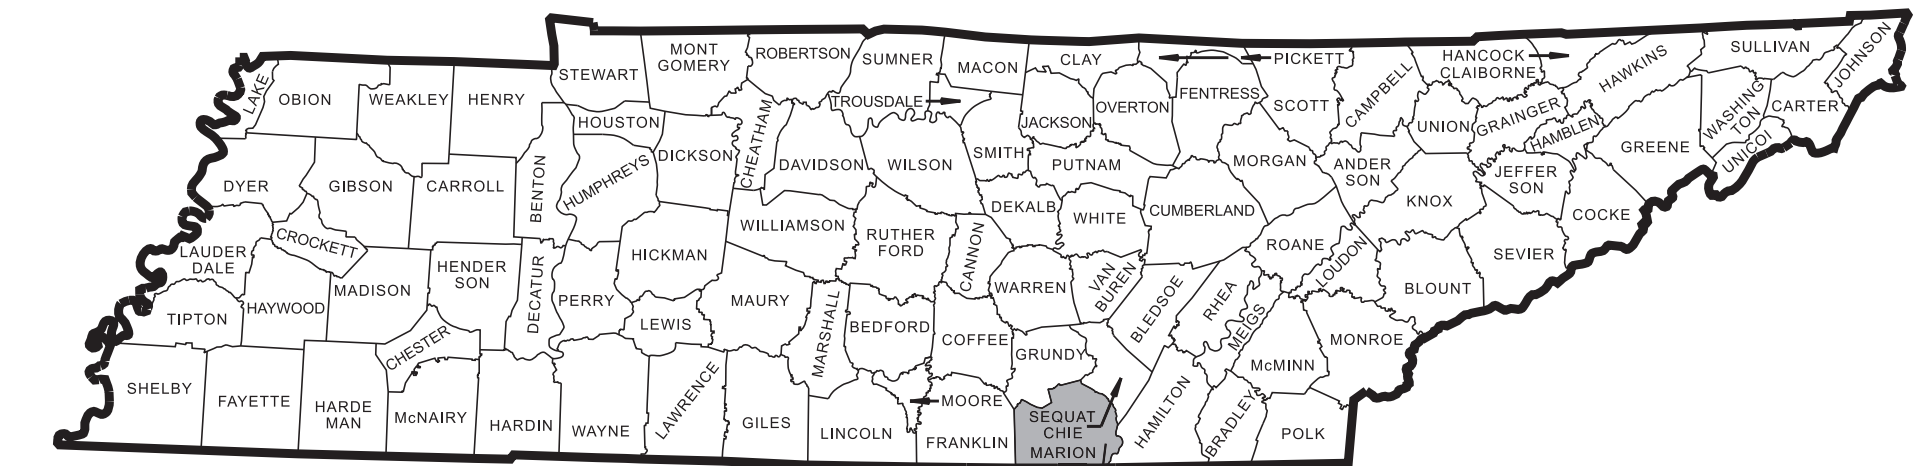 MONT
GOMERY
ROBERTSON
SUMNER
MACON
CLAY
PICKETT
HANCOCK
CLAIBORNE
HAWKINS
SULLIVAN
JOHNSON
LAKE
OBION
WEAKLEY
HENRY
STEWART
HOUSTON
TROUSDALE
JACKSON
OVERTON
FENTRESS
SCOTT
CAMPBELL
UNION
GRAINGER
HAMBLEN
GREENE
WASHING
TON
UNICOI
CARTER
DYER
GIBSON
CARROLL
BENTON
HUMPHREYS
DICKSON
CHEATHAM
DAVIDSON
WILSON
SMITH
PUTNAM
MORGAN
ANDER
SON
KNOX
JEFFER
SON
COCKE
LAUDER
DALE
CROCKETT
HAYWOOD
MADISON
HENDER
SON
DECATUR
PERRY
HICKMAN
WILLIAMSON
RUTHER
FORD
CANNON
DEKALB
WHITE
CUMBERLAND
ROANE
LOUDON
BLOUNT
SEVIER
TIPTON
CHESTER
LEWIS
MAURY
MARSHALL
BEDFORD
COFFEE
WARREN
VAN
BUREN
BLEDSOE
RHEA
MEIGS
McMINN
MONROE
SHELBY
FAYETTE
HARDE
MAN
McNAIRY
HARDIN
WAYNE
LAWRENCE
GILES
LINCOLN
MOORE
FRANKLIN
GRUNDY
SEQUAT
CHIE
MARION
HAMILTON
BRADLEY
POLK